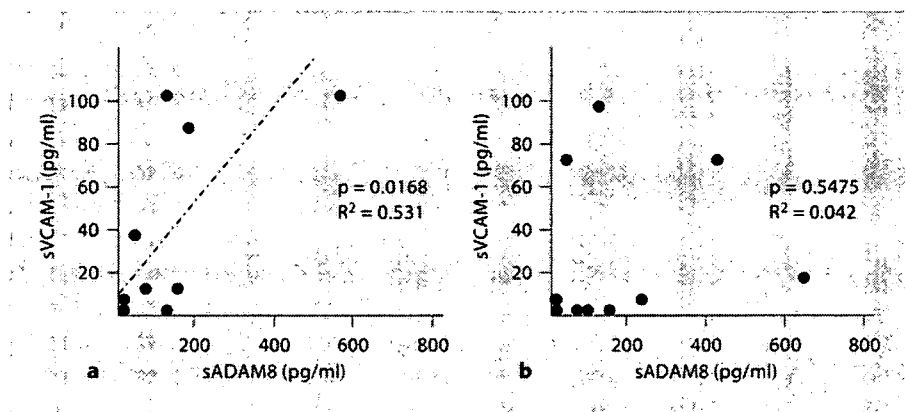 sVCAM-1 (pg/ml)
100
80
60
40
20
p = 0.0168
R² = 0.531
200
400
600
800
a
sADAM8 (pg/ml)
sVCAM-1 (pg/ml)
100
80
60
40
20
p = 0.5475
R² = 0.042
200
400
600
800
b
sADAM8 (pg/ml)